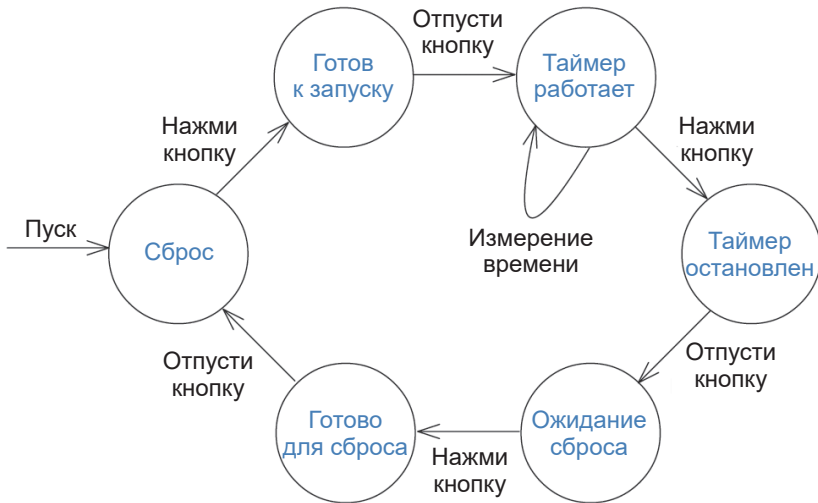 Готов
к запуску
Отпусти
кнопку
Таймер
работает
Нажми
кнопку
Нажми
кнопку
Пуск
Сброс
Измерение
времени
Таймер
остановлен
Отпусти
кнопку
Готово
для сброса
Нажми
кнопку
Ожидание
сброса
Отпусти
кнопку